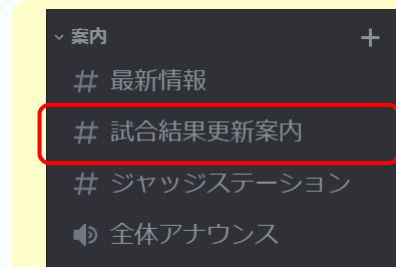 案内
# 最新情報
# 試合結果更新案内
# ジャッジステーション
全体アナウンス